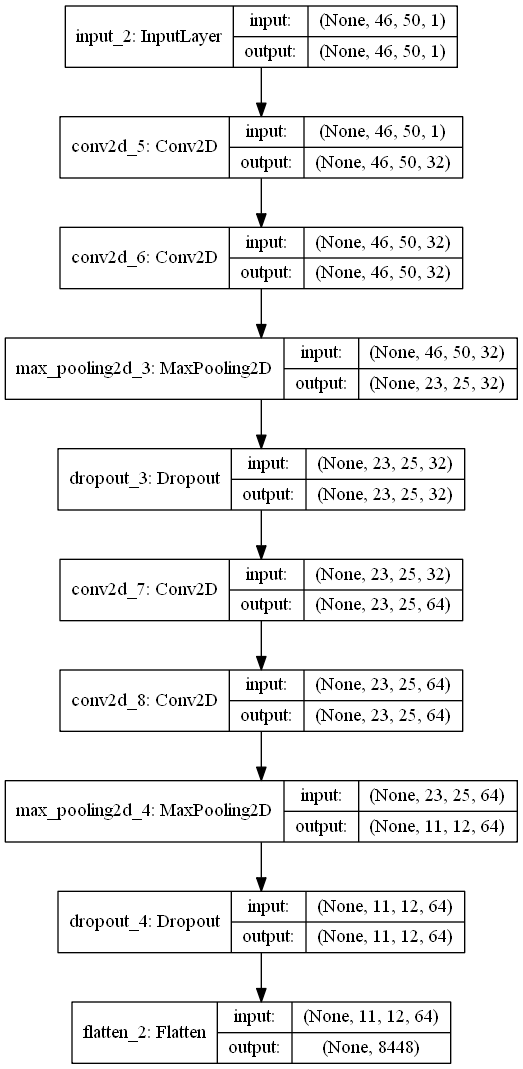 input_2: InputLayer
input: (None, 46, 50, 1)
output: (None, 46, 50, 1)
conv2d_5: Conv2D
input: (None, 46, 50, 1)
output: (None, 46, 50, 32)
conv2d_6: Conv2D
input: (None, 46, 50, 32)
output: (None, 46, 50, 32)
max_pooling2d_3: MaxPooling2D
input: (None, 46, 50, 32)
output: (None, 23, 25, 32)
dropout_3: Dropout
input: (None, 23, 25, 32)
output: (None, 23, 25, 32)
conv2d_7: Conv2D
input: (None, 23, 25, 32)
output: (None, 23, 25, 64)
conv2d_8: Conv2D
input: (None, 23, 25, 64)
output: (None, 23, 25, 64)
max_pooling2d_4: MaxPooling2D
input: (None, 23, 25, 64)
output: (None, 11, 12, 64)
dropout_4: Dropout
input: (None, 11, 12, 64)
output: (None, 11, 12, 64)
flatten_2: Flatten
input: (None, 11, 12, 64)
output: (None, 8448)